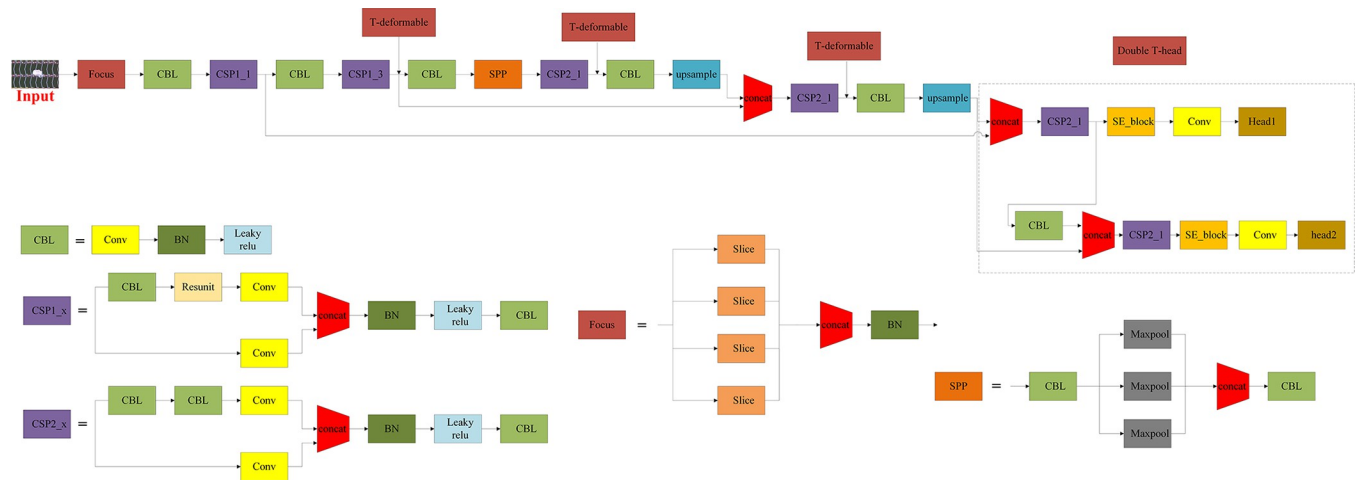 T-deformable
T-deformable
T-deformable
Double T-head
Input
Focus
CBL
CSP1_1
CBL
CSP1_3
CBL
SPP
CSP2_1
CBL
upsample
concat
CSP2_1
CBL
upsample
concat
CSP2_1
SE_block
Conv
Head1
CBL
concat
CSP2_1
SE_block
Conv
head2
CBL
=
Conv
BN
Leaky
relu
CSP1_x
=
CBL
Resunit
Conv
Conv
concat
BN
Leaky
relu
CBL
CSP2_x
=
CBL
CBL
Conv
Conv
concat
BN
Leaky
relu
CBL
Focus
=
Slice
Slice
Slice
Slice
concat
BN
SPP
=
CBL
Maxpool
Maxpool
Maxpool
concat
CBL